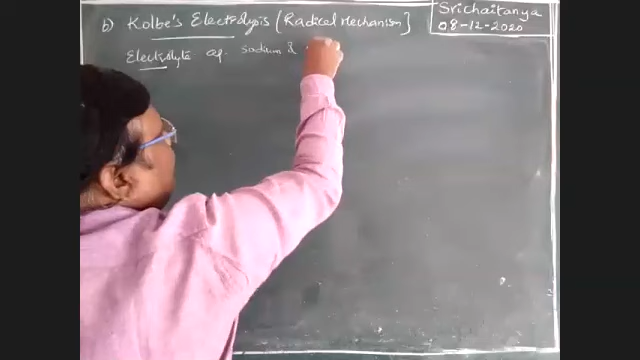 b) Kolbe's Electrolysis [Radical Mechanism]
Srichaitanya
08-12-2020
Electrolyte aq. sodium &